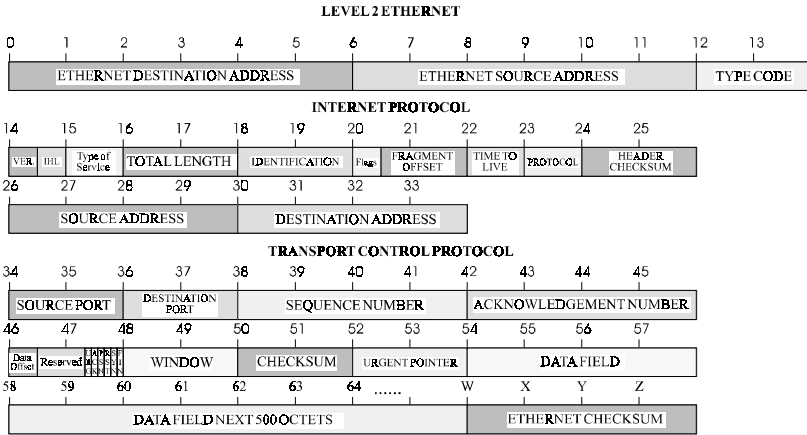 LEVEL 2 ETHERNET
0 1 2 3 4 5 6 7 8 9 10 11 12 13
ETHERNET DESTINATION ADDRESS ETHERNET SOURCE ADDRESS TYPE CODE
INTERNET PROTOCOL
14 15 16 17 18 19 20 21 22 23 24 25
VER. IHL Type of Service TOTAL LENGTH IDENTIFICATION Flags FRAGMENT OFFSET TIME TO LIVE PROTOCOL HEADER CHECKSUM
26 27 28 29 30 31 32 33
SOURCE ADDRESS DESTINATION ADDRESS
TRANSPORT CONTROL PROTOCOL
34 35 36 37 38 39 40 41 42 43 44 45
SOURCE PORT DESTINATION PORT SEQUENCE NUMBER ACKNOWLEDGEMENT NUMBER
46 47 48 49 50 51 52 53 54 55 56 57
Data Offset Reserved URG ACK PSH RST SYN FIN WINDOW CHECKSUM URGENT POINTER DATA FIELD
58 59 60 61 62 63 64 ...... W X Y Z
DATA FIELD NEXT 500 OCTETS ETHERNET CHECKSUM